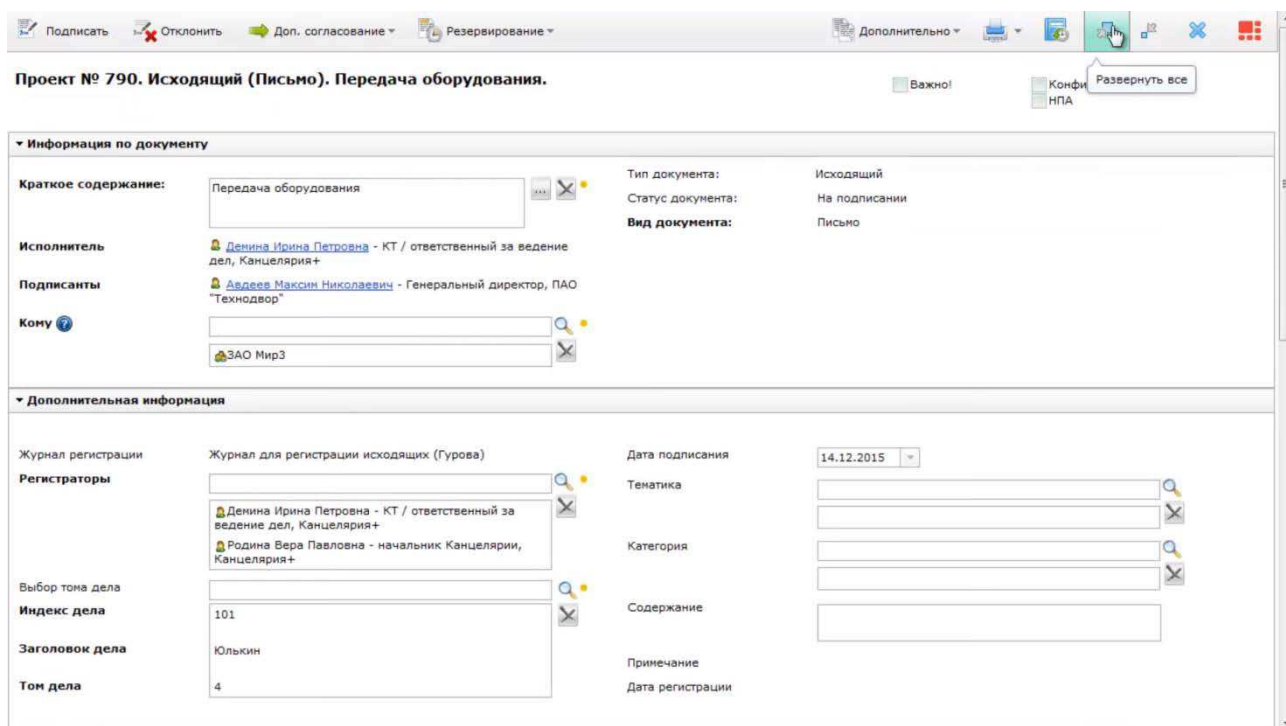 Подписать Отклонить Доп. согласование Резервирование Дополнительно
Проект № 790. Исходящий (Письмо). Передача оборудования.
Важно!
Развернуть все
НПА
Информация по документу
Краткое содержание:
Передача оборудования
...
Тип документа: Исходящий
Статус документа: На подписании
Вид документа: Письмо
Исполнитель
Демина Ирина Петровна - КТ / ответственный за ведение
дел, Канцелярия+
Подписанты
Авдеев Максим Николаевич - Генеральный директор, ПАО
"Технодвор"
Кому ?
ЗАО Мир3
Дополнительная информация
Журнал регистрации Журнал для регистрации исходящих (Гурова)
Регистраторы
Демина Ирина Петровна - КТ / ответственный за
ведение дел, Канцелярия+
Родина Вера Павловна - начальник Канцелярии,
Канцелярия+
Выбор тома дела
Индекс дела 101
Заголовок дела Юлькин
Том дела 4
Дата подписания 14.12.2015
Тематика
Категория
Содержание
Примечание
Дата регистрации